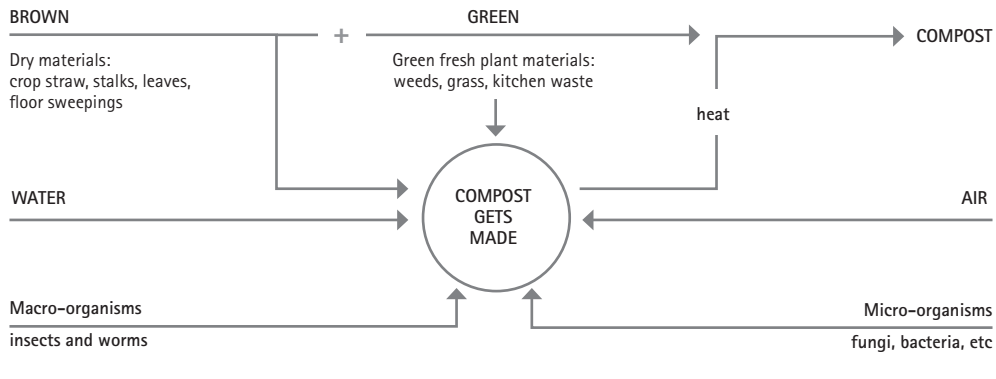 BROWN
+
GREEN
COMPOST
Dry materials:
crop straw, stalks, leaves,
floor sweepings
Green fresh plant materials:
weeds, grass, kitchen waste
heat
WATER
COMPOST
GETS
MADE
AIR
Macro-organisms
insects and worms
Micro-organisms
fungi, bacteria, etc